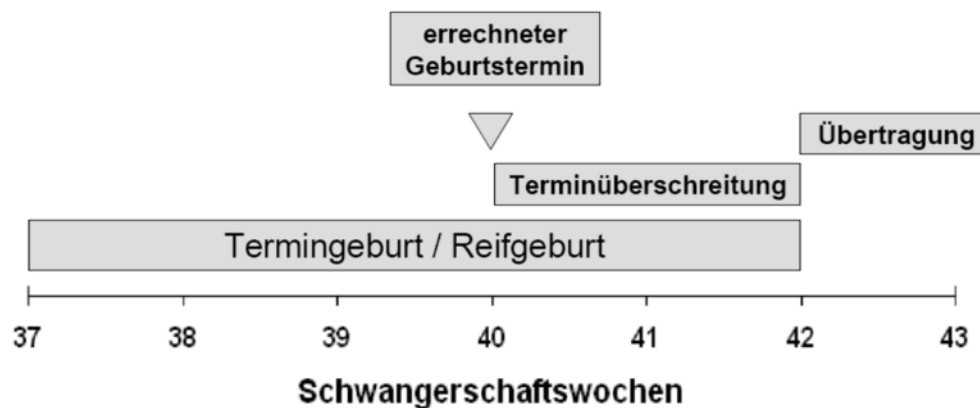 errechneter
Geburtstermin
Übertragung
Terminüberschreitung
Termingeburt / Reifgeburt
37 38 39 40 41 42 43
Schwangerschaftswochen